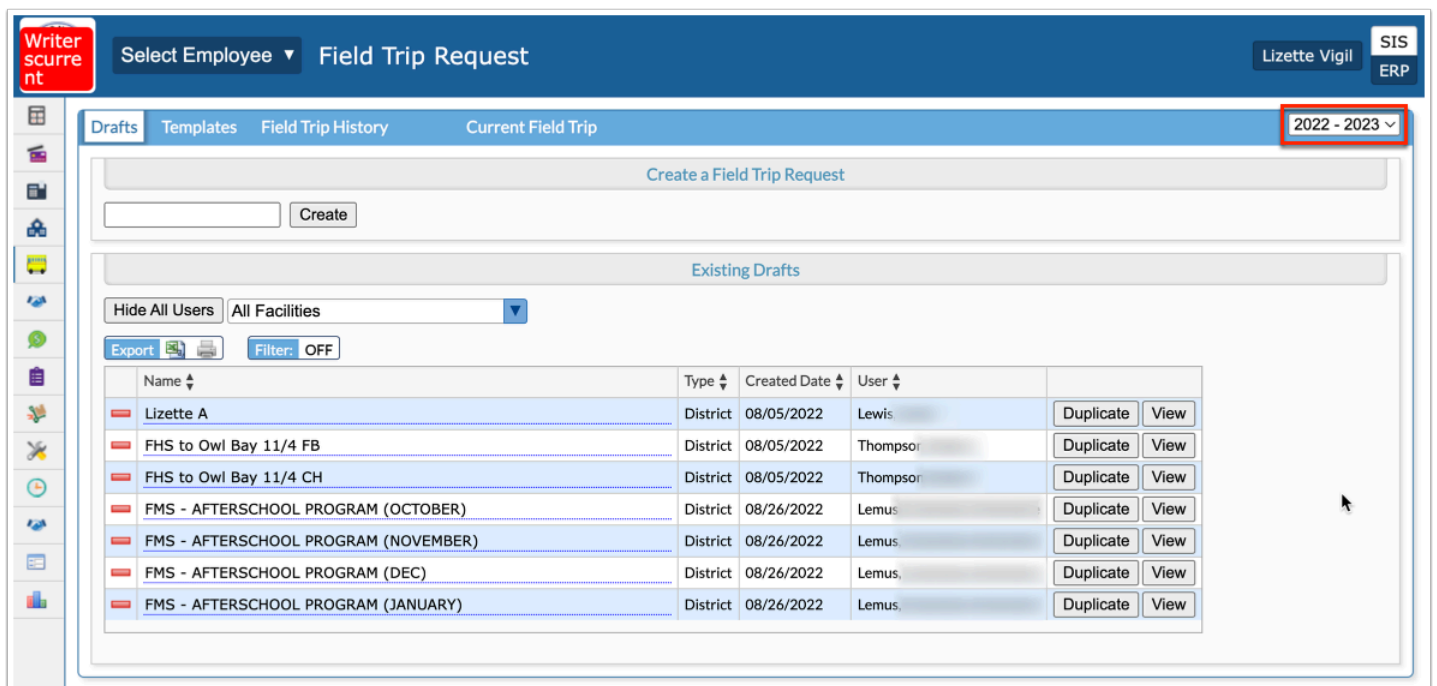 Writer
scurre
nt
Select Employee ▼ Field Trip Request
Lizette Vigil
SIS
ERP
Drafts Templates Field Trip History Current Field Trip
2022 - 2023
Create a Field Trip Request
Create
Existing Drafts
Hide All Users All Facilities
Export Filter: OFF
Name Type Created Date User
Lizette A District 08/05/2022 Lewis Duplicate View
FHS to Owl Bay 11/4 FB District 08/05/2022 Thompson Duplicate View
FHS to Owl Bay 11/4 CH District 08/05/2022 Thompson Duplicate View
FMS - AFTERSCHOOL PROGRAM (OCTOBER) District 08/26/2022 Lemus Duplicate View
FMS - AFTERSCHOOL PROGRAM (NOVEMBER) District 08/26/2022 Lemus, Duplicate View
FMS - AFTERSCHOOL PROGRAM (DEC) District 08/26/2022 Lemus, Duplicate View
FMS - AFTERSCHOOL PROGRAM (JANUARY) District 08/26/2022 Lemus, Duplicate View